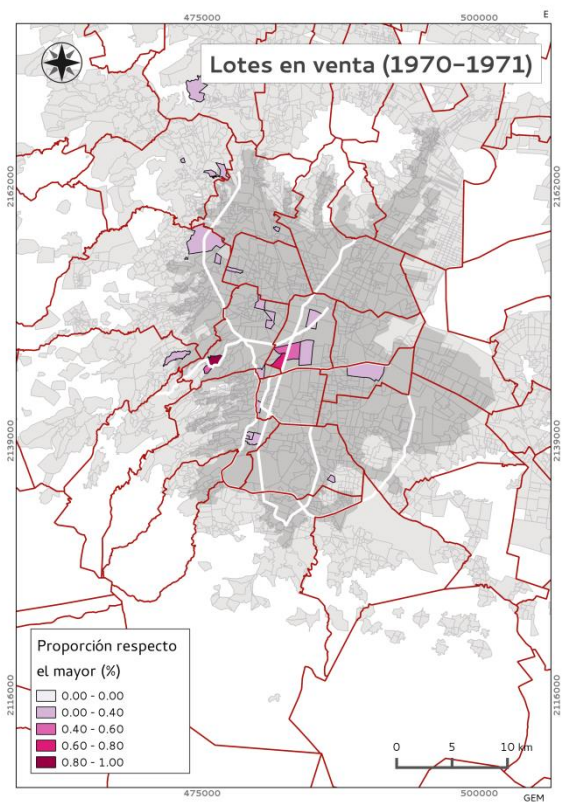 475000
500000
E
Lotes en venta (1970-1971)
2162000
2162000
2139000
2139000
2116000
2116000
Proporción respecto
el mayor (%)
0.00 - 0.00
0.00 - 0.40
0.40 - 0.60
0.60 - 0.80
0.80 - 1.00
0 5 10 km
475000
500000
GEM